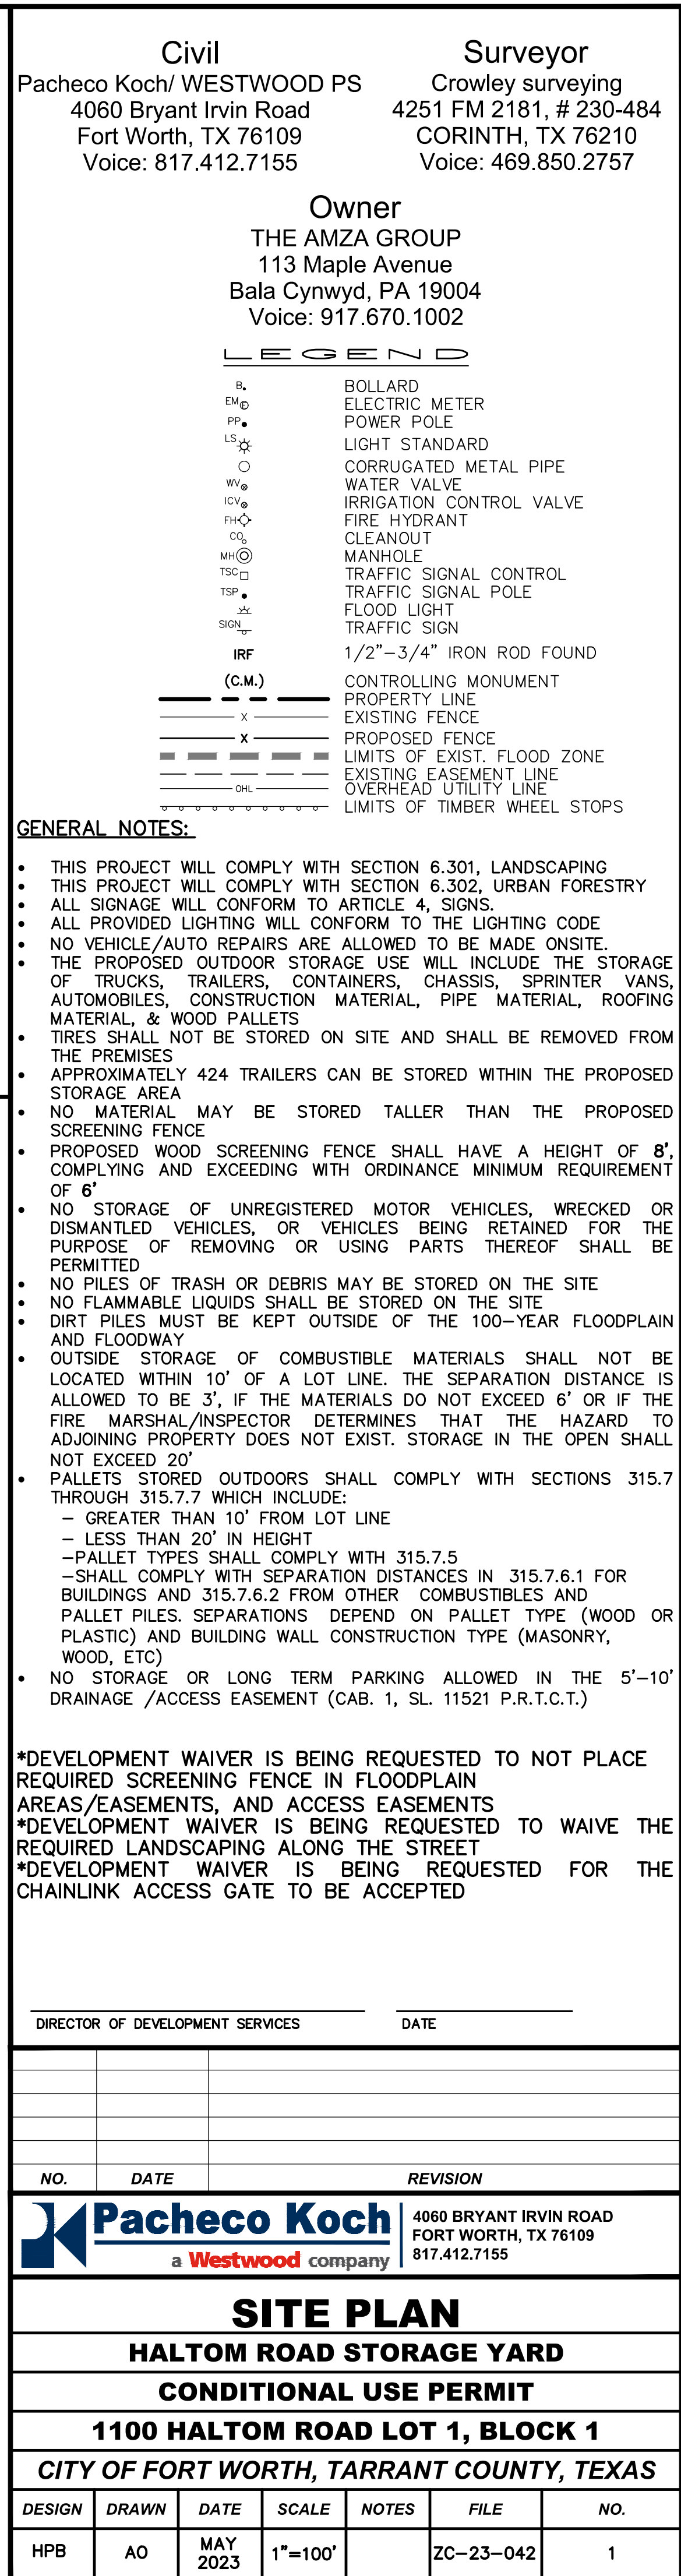 Civil
Pacheco Koch/ WESTWOOD PS
4060 Bryant Irvin Road
Fort Worth, TX 76109
Voice: 817.412.7155
Surveyor
Crowley surveying
4251 FM 2181, # 230-484
CORINTH, TX 76210
Voice: 469.850.2757
Owner
THE AMZA GROUP
113 Maple Avenue
Bala Cynwyd, PA 19004
Voice: 917.670.1002
LEGEND
B. BOLLARD
EM E ELECTRIC METER
PP BOWER POLE
LS LIGHT STANDARD
CORRUGATED METAL PIPE
WV WATER VALVE
ICV IRRIGATION CONTROL VALVE
FH FIRE HYDRANT
CO CLEANOUT
MH MANHOLE
TSC TRAFFIC SIGNAL CONTROL
TSP TRAFFIC SIGNAL POLE
FLOOD LIGHT
SIGN TRAFFIC SIGN
IRF 1/2"-3/4" IRON ROD FOUND
(C.M.) CONTROLLING MONUMENT
PROPERTY LINE
X EXISTING FENCE
X PROPOSED FENCE
LIMITS OF EXIST. FLOOD ZONE
EXISTING EASEMENT LINE
OHL OVERHEAD UTILITY LINE
LIMITS OF TIMBER WHEEL STOPS
GENERAL NOTES:
• THIS PROJECT WILL COMPLY WITH SECTION 6.301, LANDSCAPING
• THIS PROJECT WILL COMPLY WITH SECTION 6.302, URBAN FORESTRY
• ALL SIGNAGE WILL CONFORM TO ARTICLE 4, SIGNS.
• ALL PROVIDED LIGHTING WILL CONFORM TO THE LIGHTING CODE
• NO VEHICLE/AUTO REPAIRS ARE ALLOWED TO BE MADE ONSITE.
• THE PROPOSED OUTDOOR STORAGE USE WILL INCLUDE THE STORAGE
OF TRUCKS, TRAILERS, CONTAINERS, CHASSIS, SPRINTER VANS,
AUTOMOBILES, CONSTRUCTION MATERIAL, PIPE MATERIAL, ROOFING
MATERIAL, & WOOD PALLETS
• TIRES SHALL NOT BE STORED ON SITE AND SHALL BE REMOVED FROM
THE PREMISES
• APPROXIMATELY 424 TRAILERS CAN BE STORED WITHIN THE PROPOSED
STORAGE AREA
• NO MATERIAL MAY BE STORED TALLER THAN THE PROPOSED
SCREENING FENCE
• PROPOSED WOOD SCREENING FENCE SHALL HAVE A HEIGHT OF 8',
COMPLYING AND EXCEEDING WITH ORDINANCE MINIMUM REQUIREMENT
OF 6'
• NO STORAGE OF UNREGISTERED MOTOR VEHICLES, WRECKED OR
DISMANTLED VEHICLES, OR VEHICLES BEING RETAINED FOR THE
PURPOSE OF REMOVING OR USING PARTS THEREOF SHALL BE
PERMITTED
• NO PILES OF TRASH OR DEBRIS MAY BE STORED ON THE SITE
• NO FLAMMABLE LIQUIDS SHALL BE STORED ON THE SITE
• DIRT PILES MUST BE KEPT OUTSIDE OF THE 100-YEAR FLOODPLAIN
AND FLOODWAY
• OUTSIDE STORAGE OF COMBUSTIBLE MATERIALS SHALL NOT BE
LOCATED WITHIN 10' OF A LOT LINE. THE SEPARATION DISTANCE IS
ALLOWED TO BE 3', IF THE MATERIALS DO NOT EXCEED 6' OR IF THE
FIRE MARSHAL/INSPECTOR DETERMINES THAT THE HAZARD TO
ADJOINING PROPERTY DOES NOT EXIST. STORAGE IN THE OPEN SHALL
NOT EXCEED 20'
• PALLETS STORED OUTDOORS SHALL COMPLY WITH SECTIONS 315.7
THROUGH 315.7.7 WHICH INCLUDE:
- GREATER THAN 10' FROM LOT LINE
- LESS THAN 20' IN HEIGHT
-PALLET TYPES SHALL COMPLY WITH 315.7.5
-SHALL COMPLY WITH SEPARATION DISTANCES IN 315.7.6.1 FOR
BUILDINGS AND 315.7.6.2 FROM OTHER COMBUSTIBLES AND
PALLET PILES. SEPARATIONS DEPEND ON PALLET TYPE (WOOD OR
PLASTIC) AND BUILDING WALL CONSTRUCTION TYPE (MASONRY,
WOOD, ETC)
• NO STORAGE OR LONG TERM PARKING ALLOWED IN THE 5'-10'
DRAINAGE /ACCESS EASEMENT (CAB. 1, SL. 11521 P.R.T.C.T.)
*DEVELOPMENT WAIVER IS BEING REQUESTED TO NOT PLACE
REQUIRED SCREENING FENCE IN FLOODPLAIN
AREAS/EASEMENTS, AND ACCESS EASEMENTS
*DEVELOPMENT WAIVER IS BEING REQUESTED TO WAIVE THE
REQUIRED LANDSCAPING ALONG THE STREET
*DEVELOPMENT WAIVER IS BEING REQUESTED FOR THE
CHAINLINK ACCESS GATE TO BE ACCEPTED
DIRECTOR OF DEVELOPMENT SERVICES DATE
NO. DATE REVISION
Pacheco Koch
a Westwood company
4060 BRYANT IRVIN ROAD
FORT WORTH, TX 76109
817.412.7155
SITE PLAN
HALTOM ROAD STORAGE YARD
CONDITIONAL USE PERMIT
1100 HALTOM ROAD LOT 1, BLOCK 1
CITY OF FORT WORTH, TARRANT COUNTY, TEXAS
DESIGN DRAWN DATE SCALE NOTES FILE NO.
HPB AO MAY 2023 1"=100' ZC-23-042 1